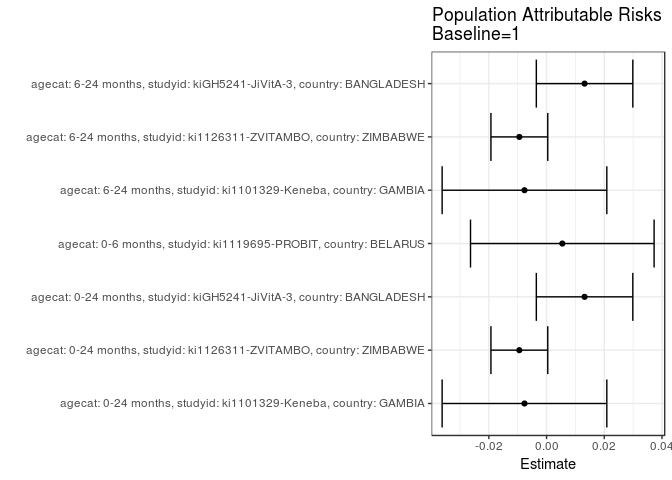 Population Attributable Risks
Baseline=1
agecat: 6-24 months, studyid: kiGH5241-JiVitA-3, country: BANGLADESH
agecat: 6-24 months, studyid: ki1126311-ZVITAMBO, country: ZIMBABWE
agecat: 6-24 months, studyid: ki1101329-Keneba, country: GAMBIA
agecat: 0-6 months, studyid: ki1119695-PROBIT, country: BELARUS
agecat: 0-24 months, studyid: kiGH5241-JiVitA-3, country: BANGLADESH
agecat: 0-24 months, studyid: ki1126311-ZVITAMBO, country: ZIMBABWE
agecat: 0-24 months, studyid: ki1101329-Keneba, country: GAMBIA
-0.02 0.00 0.02 0.04
Estimate